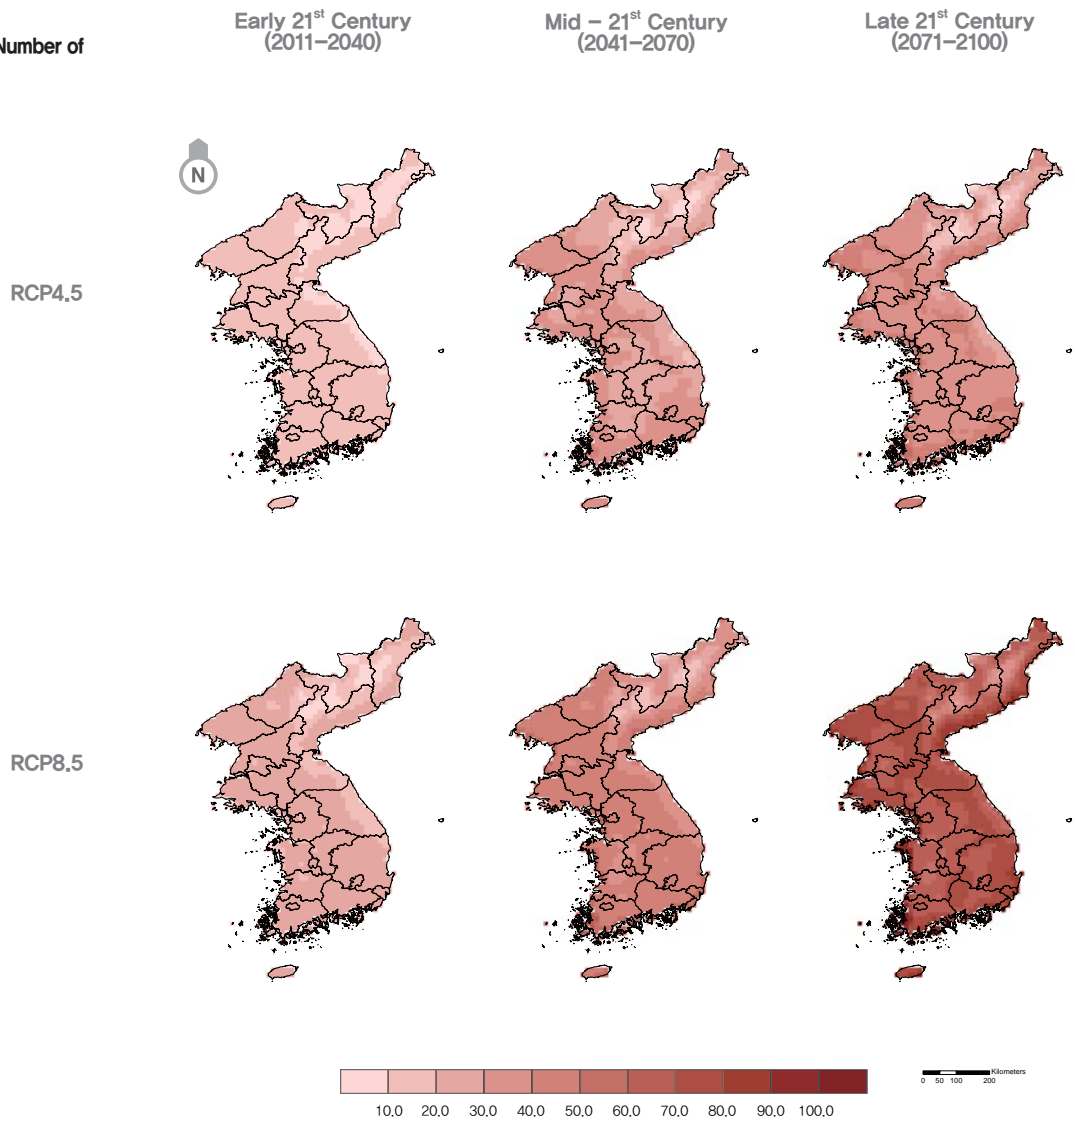 Early 21st Century
(2011–2040)
Mid – 21st Century
(2041–2070)
Late 21st Century
(2071–2100)
Number of
N
RCP4.5
RCP8.5
Kilometers
0 50 100 200
10.0 20.0 30.0 40.0 50.0 60.0 70.0 80.0 90.0 100.0